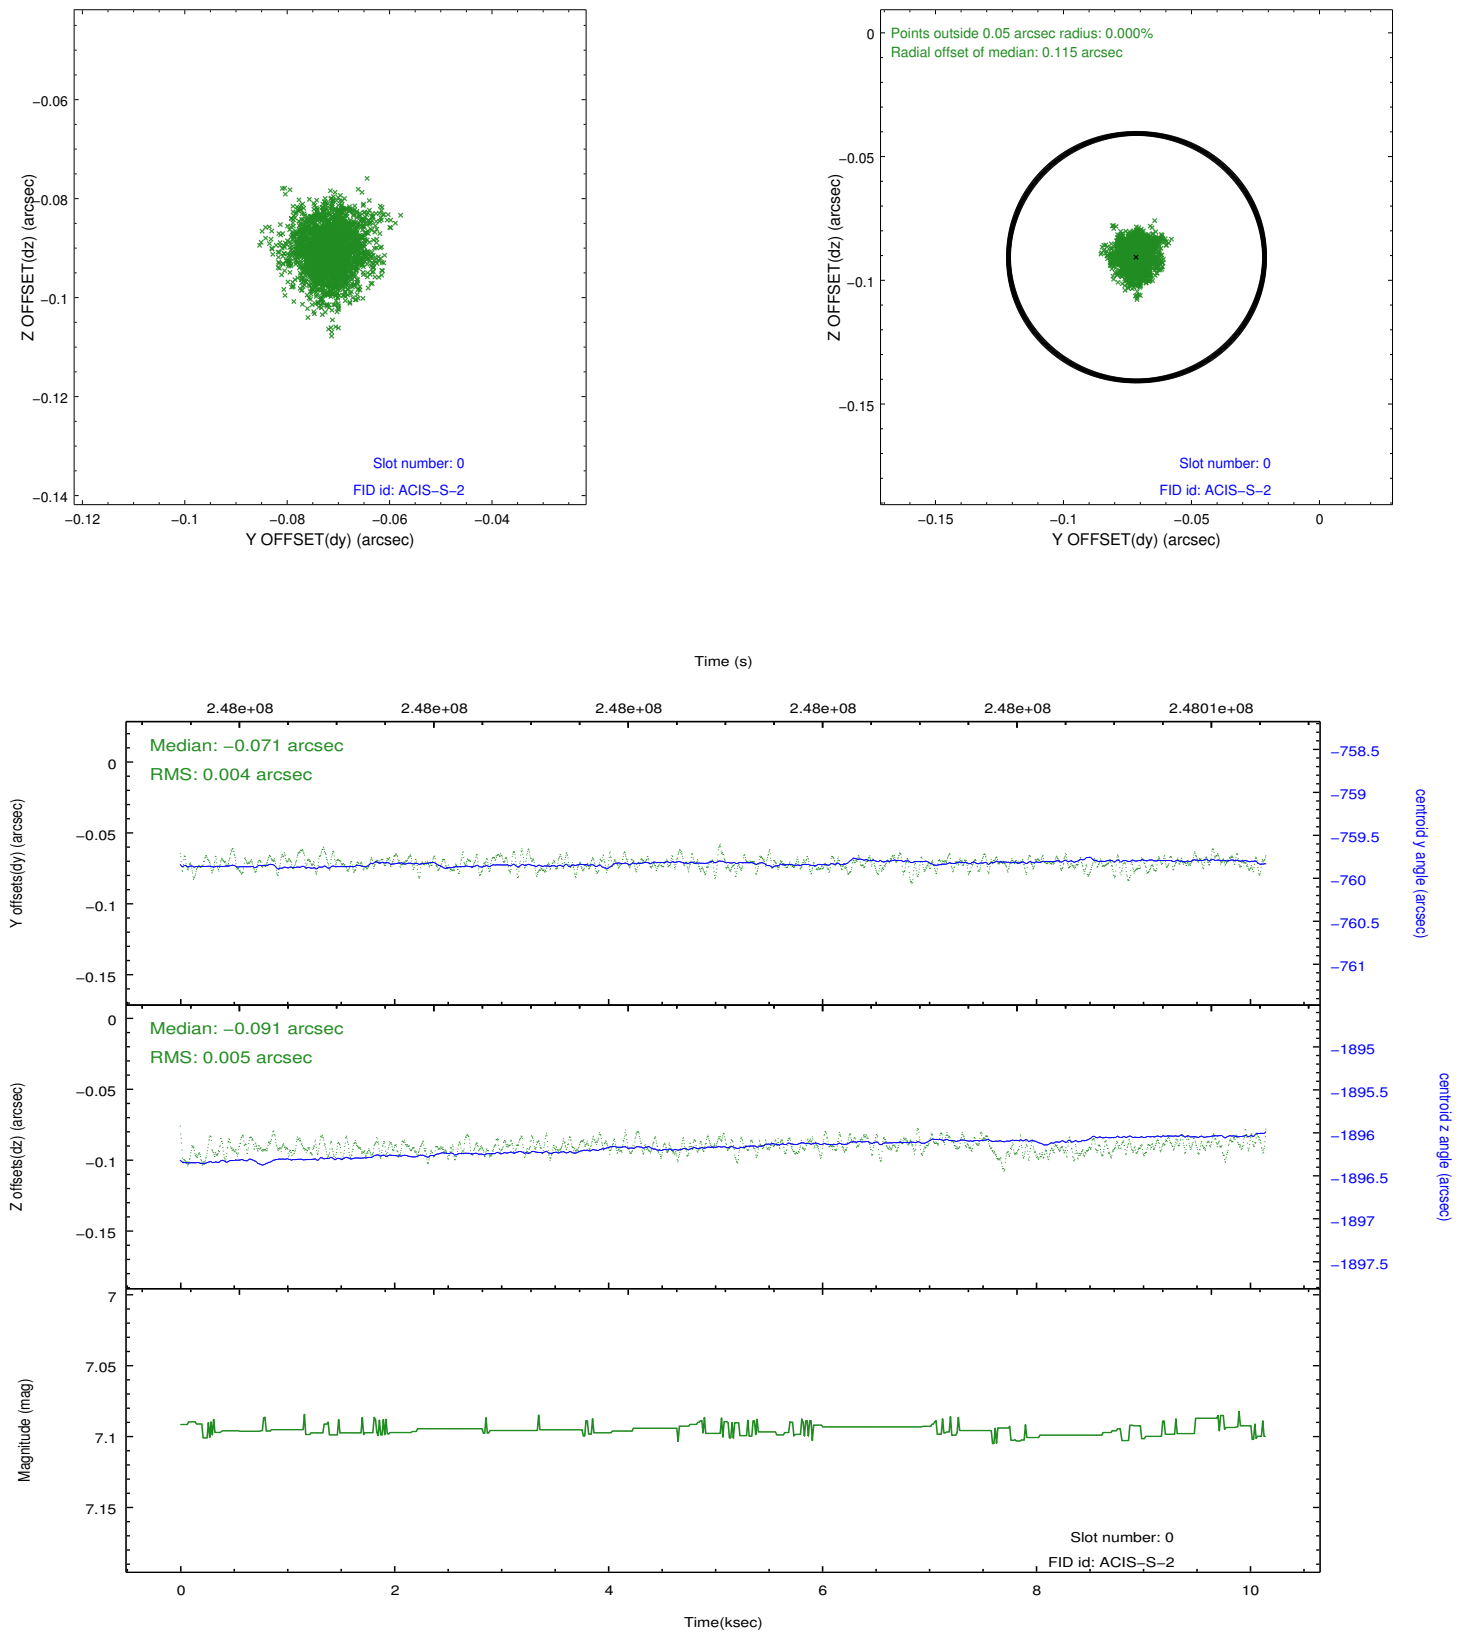 −0.06
−0.08
−0.1
−0.12
−0.14
Z OFFSET(dz) (arcsec)
−0.12 −0.1 −0.08 −0.06 −0.04
Y OFFSET(dy) (arcsec)
Slot number: 0
FID id: ACIS−S−2
Points outside 0.05 arcsec radius: 0.000%
Radial offset of median: 0.115 arcsec
0
−0.05
−0.1
−0.15
Z OFFSET(dz) (arcsec)
Slot number: 0
FID id: ACIS−S−2
−0.15 −0.1 −0.05 0
Y OFFSET(dy) (arcsec)
Time (s)
2.48e+08 2.48e+08 2.48e+08 2.48e+08 2.48e+08 2.4801e+08
Median: −0.071 arcsec
RMS: 0.004 arcsec
0
−0.05
−0.1
−0.15
Y offsets(dy) (arcsec)
−758.5
−759
−759.5
−760
−760.5
−761
centroid y angle (arcsec)
Median: −0.091 arcsec
RMS: 0.005 arcsec
0
−0.05
−0.1
−0.15
Z offsets(dz) (arcsec)
−1895
−1895.5
−1896
−1896.5
−1897
−1897.5
centroid z angle (arcsec)
7
7.05
7.1
7.15
Magnitude (mag)
Slot number: 0
FID id: ACIS−S−2
0 2 4 6 8 10
Time(ksec)